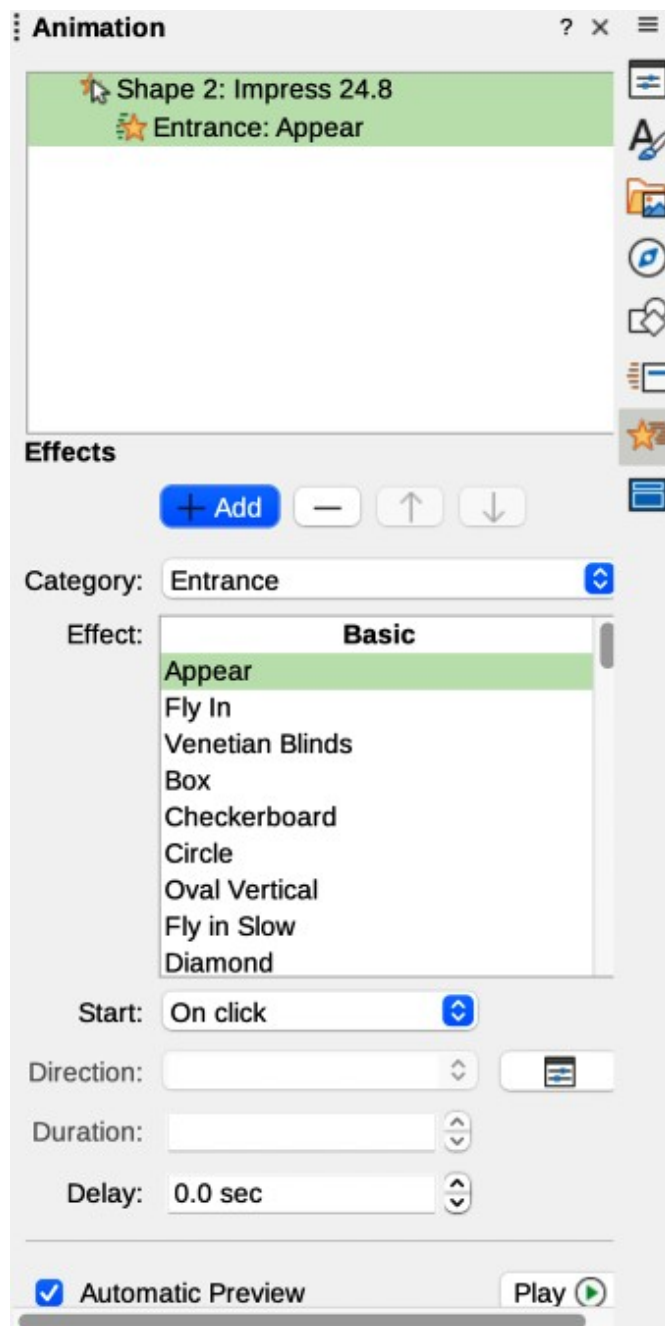 Animation
?
Shape 2: Impress 24.8
Entrance: Appear
Effects
Add
Category: Entrance
Effect: Basic
Appear
Fly In
Venetian Blinds
Box
Checkerboard
Circle
Oval Vertical
Fly in Slow
Diamond
Start: On click
Direction:
Duration:
Delay: 0.0 sec
Automatic Preview Play